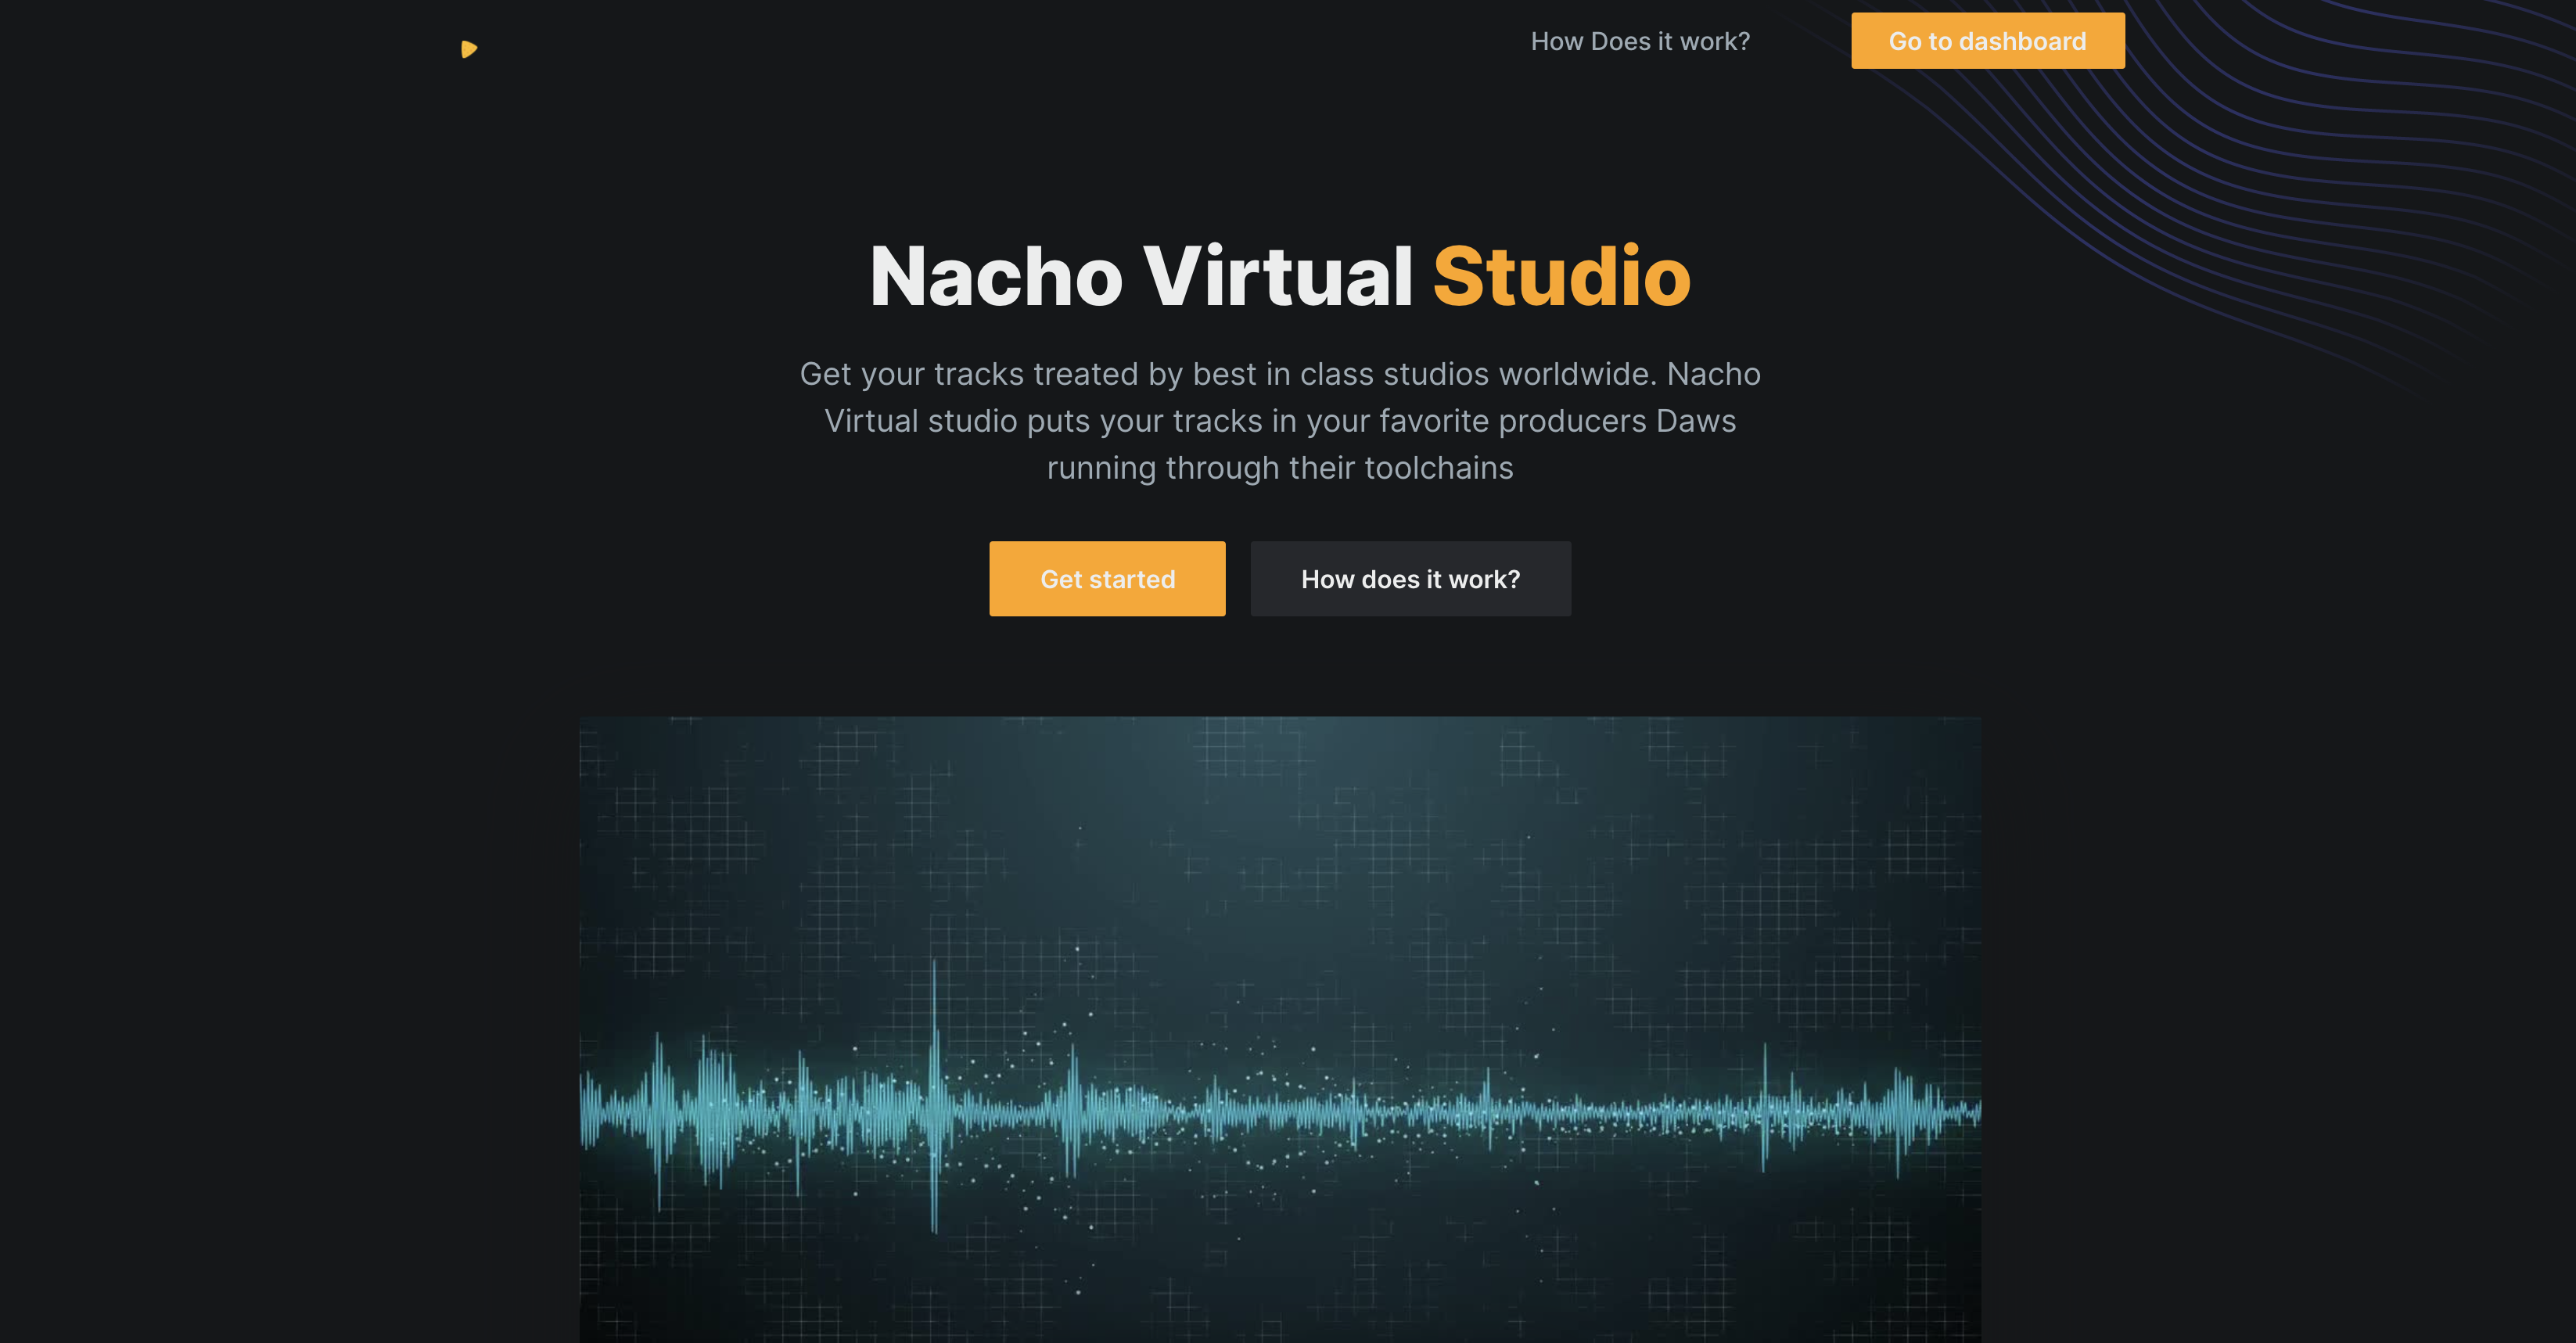 How Does it work?
Go to dashboard
Nacho Virtual Studio
Get your tracks treated by best in class studios worldwide. Nacho
Virtual studio puts your tracks in your favorite producers Daws
running through their toolchains
Get started
How does it work?